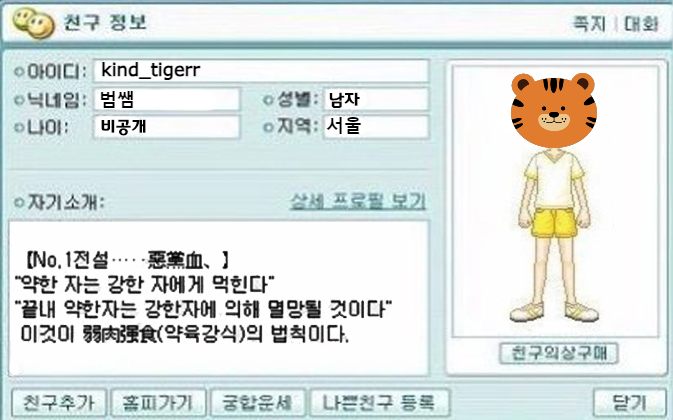 친구 정보
쪽지 | 대화
아이디: kind_tigerr
닉네임: 범쌤 성별: 남자
나이: 비공개 지역: 서울
자기소개: 상세 프로필 보기
【No.1전설‥‥·惡黨血、】
"약한 자는 강한 자에게 먹힌다"
"끝내 약한자는 강한자에 의해 멸망될 것이다"
이것이 弱肉强食(약육강식)의 법칙이다.
친구의상구매
친구추가 홈피가기 궁합운세 나쁜친구 등록 닫기